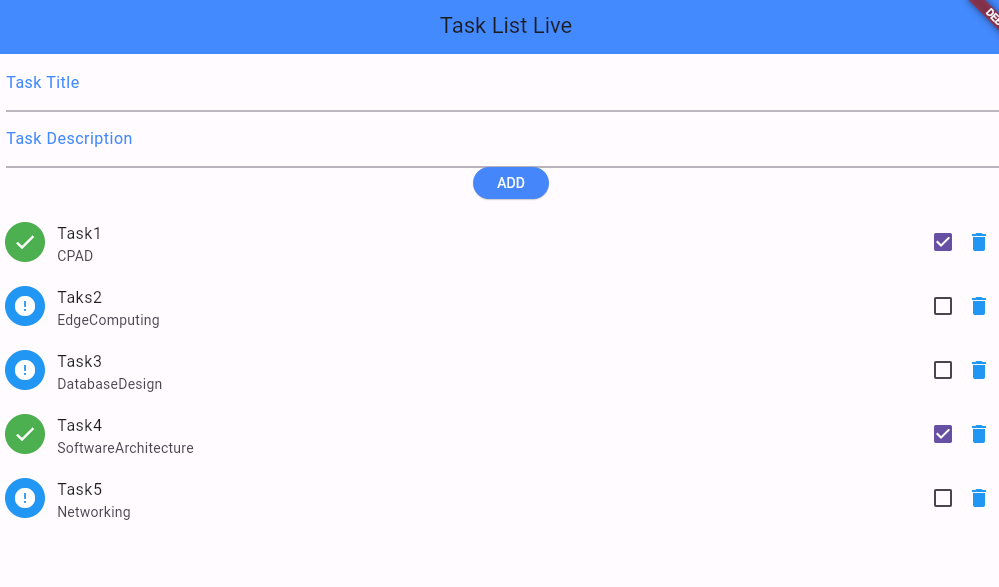 Task List Live
Task Title
Task Description
ADD
Task1
CPAD
Taks2
EdgeComputing
Task3
DatabaseDesign
Task4
SoftwareArchitecture
Task5
Networking